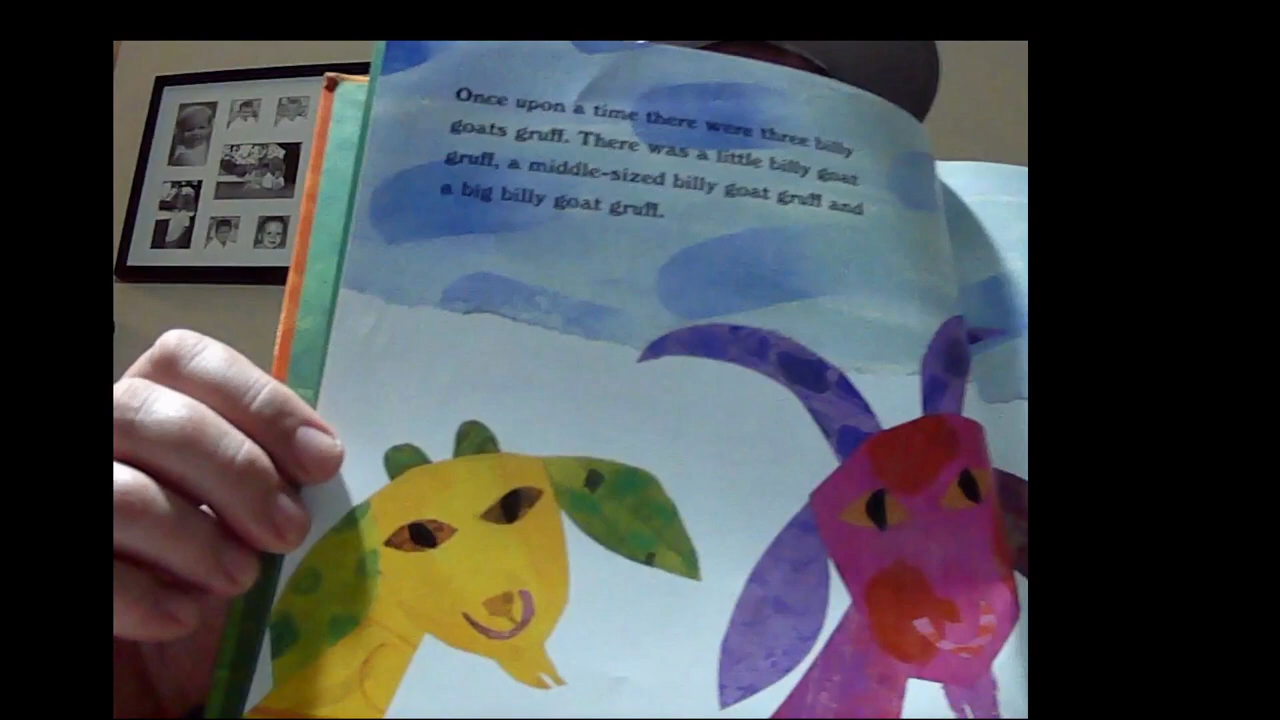 Once upon a time there were three billy
goats gruff. There was a little billy goat
gruff, a middle-sized billy goat gruff and
a big billy goat gruff.